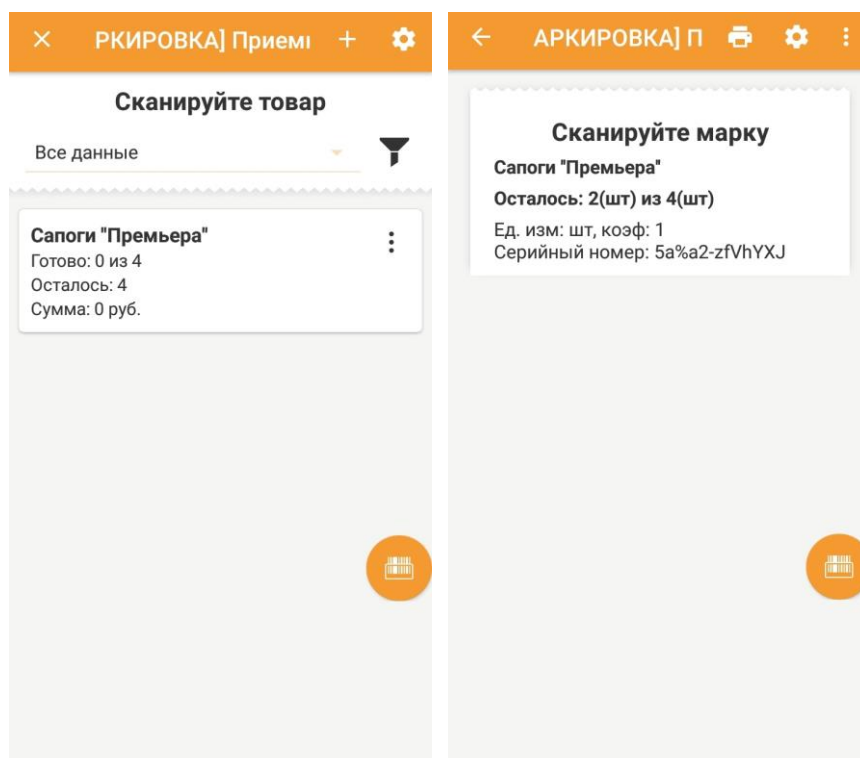 РКИРОВКА] Прием
Сканируйте товар
Все данные
Сапоги "Премьера"
Готово: 0 из 4
Осталось: 4
Сумма: 0 руб.
АРКИРОВКА] П
Сканируйте марку
Сапоги "Премьера"
Осталось: 2(шт) из 4(шт)
Ед. изм: шт, коэф: 1
Серийный номер: 5a%a2-zfVhYXJ